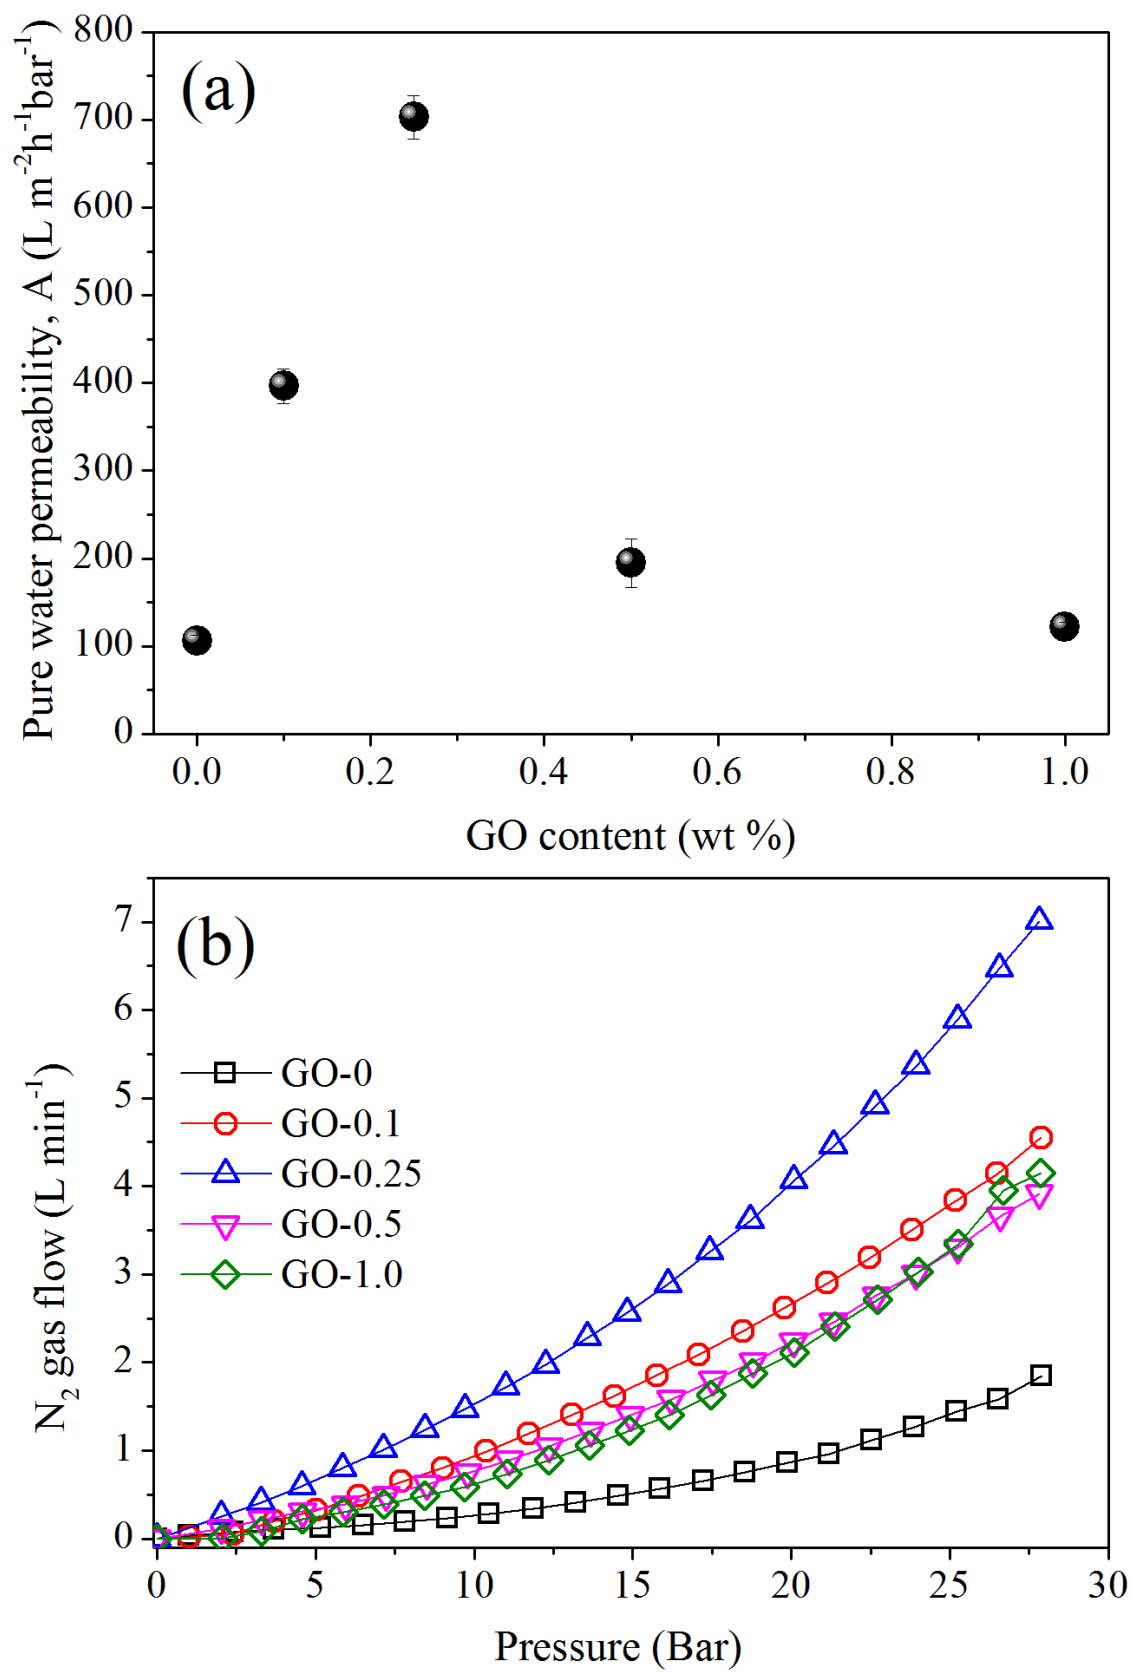 (a)
Pure water permeability, A (L m⁻²h⁻¹bar⁻¹)
800
700
600
500
400
300
200
100
0
0.0 0.2 0.4 0.6 0.8 1.0
GO content (wt %)
(b)
N₂ gas flow (L min⁻¹)
7
6
5
4
3
2
1
0
GO-0
GO-0.1
GO-0.25
GO-0.5
GO-1.0
0 5 10 15 20 25 30
Pressure (Bar)